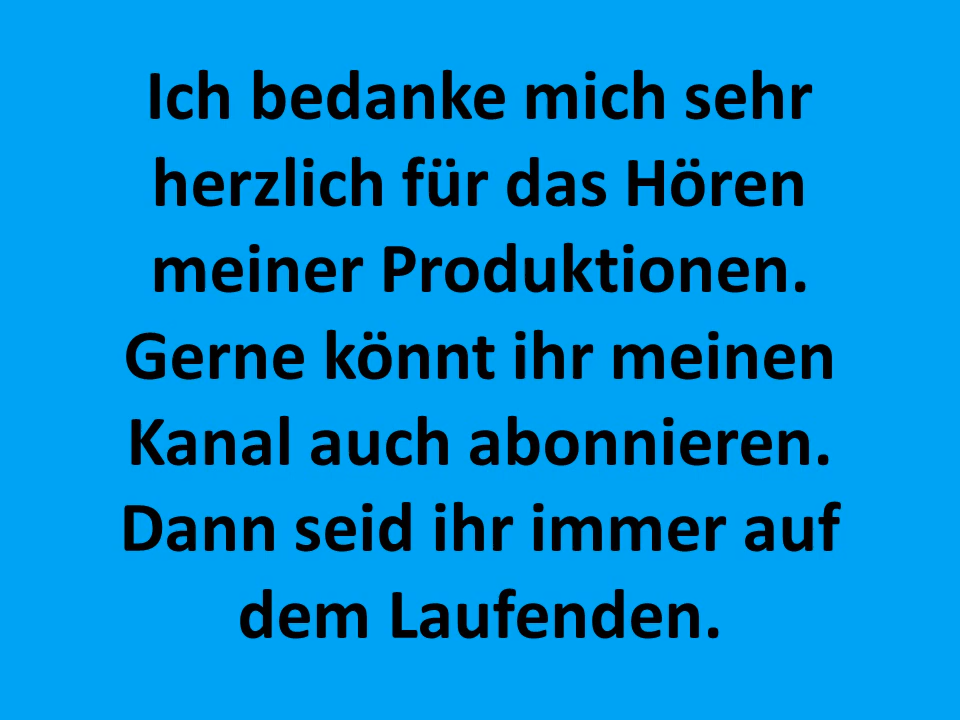 Ich bedanke mich sehr
herzlich für das Hören
meiner Produktionen.
Gerne könnt ihr meinen
Kanal auch abonnieren.
Dann seid ihr immer auf
dem Laufenden.